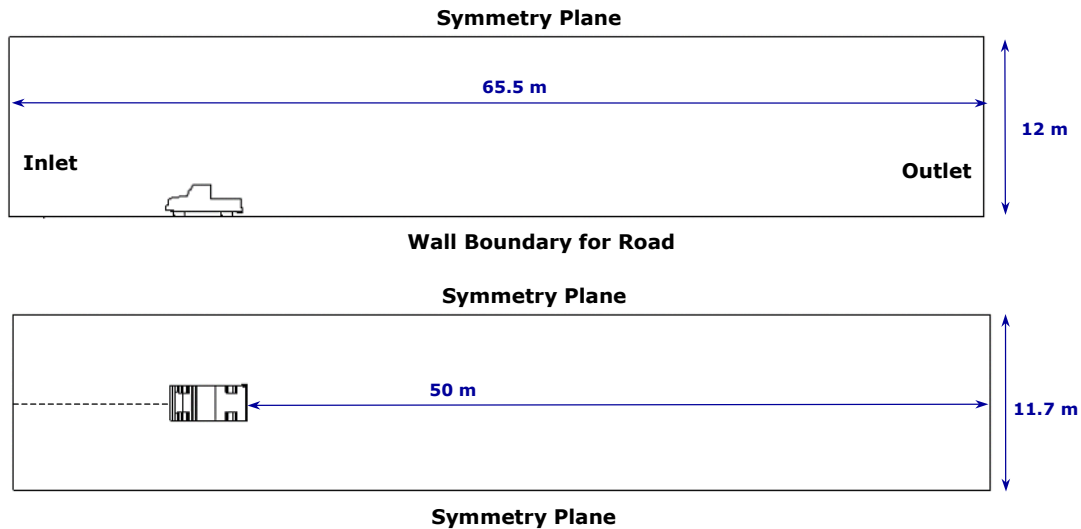 Symmetry Plane
65.5 m
12 m
Inlet
Outlet
Wall Boundary for Road
Symmetry Plane
50 m
11.7 m
Symmetry Plane